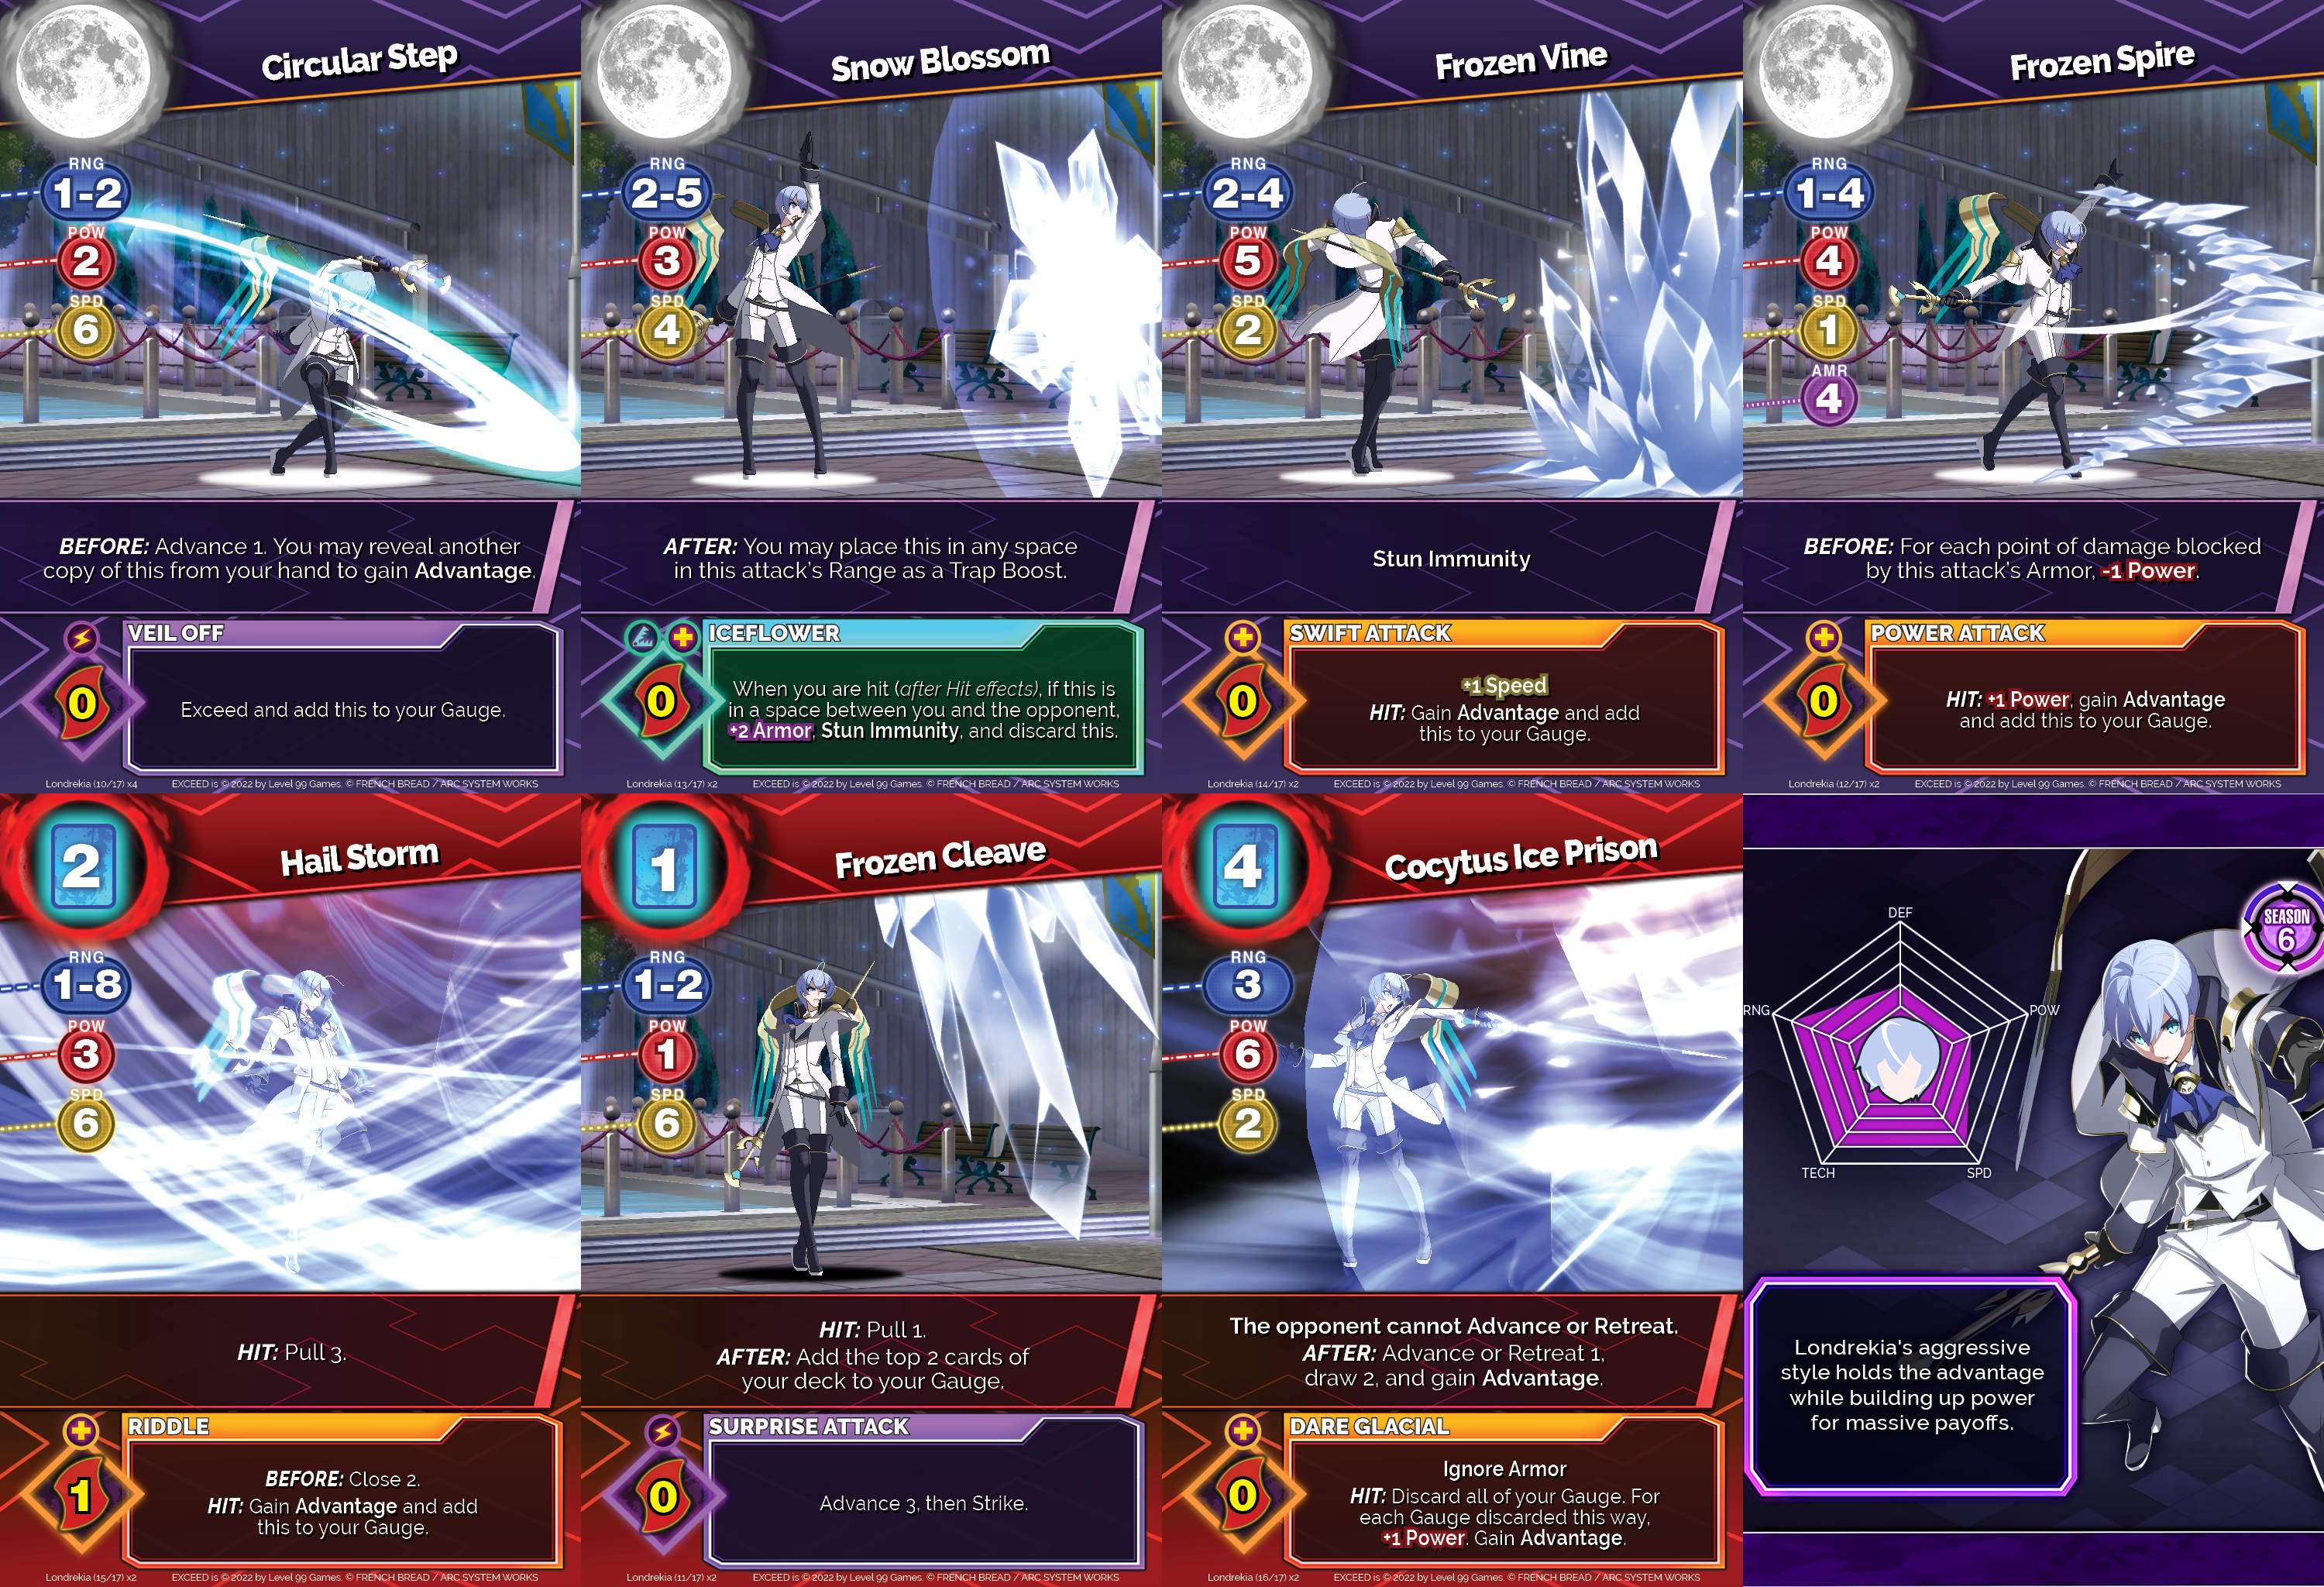 Circular Step
RNG
1-2
POW
2
SPD
6
BEFORE: Advance 1. You may reveal another
copy of this from your hand to gain Advantage.
VEIL OFF
0
Exceed and add this to your Gauge.
Londrekia (10/17) x4
EXCEED is © 2022 by Level 99 Games. © FRENCH BREAD / ARC SYSTEM WORKS
Snow Blossom
RNG
2-5
POW
3
SPD
4
AFTER: You may place this in any space
in this attack's Range as a Trap Boost.
ICEFLOWER
0
When you are hit (after Hit effects), if this is
in a space between you and the opponent,
+2 Armor, Stun Immunity, and discard this.
Londrekia (13/17) x2
EXCEED is © 2022 by Level 99 Games. © FRENCH BREAD / ARC SYSTEM WORKS
Frozen Vine
RNG
2-4
POW
5
SPD
2
Stun Immunity
SWIFT ATTACK
0
+1 Speed
HIT: Gain Advantage and add
this to your Gauge.
Londrekia (14/17) x2
EXCEED is © 2022 by Level 99 Games. © FRENCH BREAD / ARC SYSTEM WORKS
Frozen Spire
RNG
1-4
POW
4
SPD
1
AMR
4
BEFORE: For each point of damage blocked
by this attack's Armor, -1 Power.
POWER ATTACK
0
HIT: +1 Power, gain Advantage
and add this to your Gauge.
Londrekia (12/17) x2
EXCEED is © 2022 by Level 99 Games. © FRENCH BREAD / ARC SYSTEM WORKS
2
Hail Storm
RNG
1-8
POW
3
SPD
6
HIT: Pull 3.
RIDDLE
1
BEFORE: Close 2.
HIT: Gain Advantage and add
this to your Gauge.
Londrekia (15/17) x2
EXCEED is © 2022 by Level 99 Games. © FRENCH BREAD / ARC SYSTEM WORKS
1
Frozen Cleave
RNG
1-2
POW
1
SPD
6
HIT: Pull 1.
AFTER: Add the top 2 cards of
your deck to your Gauge.
SURPRISE ATTACK
0
Advance 3, then Strike.
Londrekia (11/17) x2
EXCEED is © 2022 by Level 99 Games. © FRENCH BREAD / ARC SYSTEM WORKS
4
Cocytus Ice Prison
RNG
3
POW
6
SPD
2
The opponent cannot Advance or Retreat.
AFTER: Advance or Retreat 1,
draw 2, and gain Advantage.
DARE GLACIAL
0
Ignore Armor
HIT: Discard all of your Gauge. For
each Gauge discarded this way,
+1 Power. Gain Advantage.
Londrekia (16/17) x2
EXCEED is © 2022 by Level 99 Games. © FRENCH BREAD / ARC SYSTEM WORKS
SEASON
6
DEF
RNG
POW
TECH
SPD
Londrekia's aggressive
style holds the advantage
while building up power
for massive payoffs.